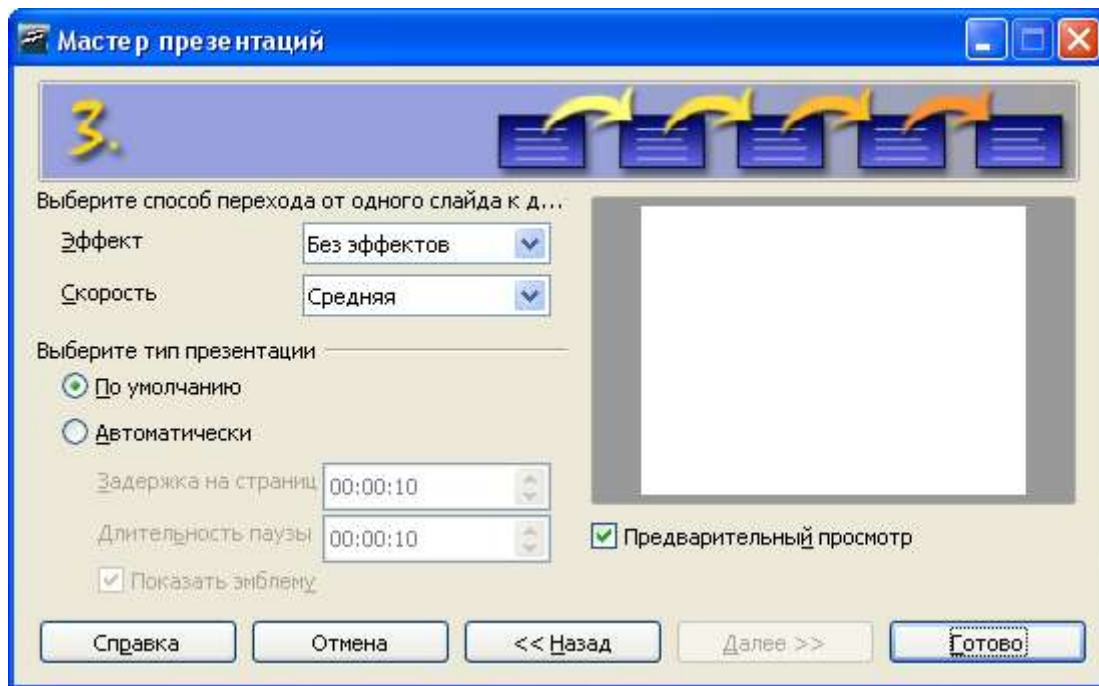 Мастер презентаций
3.
Выберите способ перехода от одного слайда к д...
Эффект
Без эффектов
Скорость
Средняя
Выберите тип презентации
По умолчанию
Автоматически
Задержка на страниц
00:00:10
Длительность паузы
00:00:10
Показать эмблему
Предварительный просмотр
Справка
Отмена
<< Назад
Далее >>
Готово